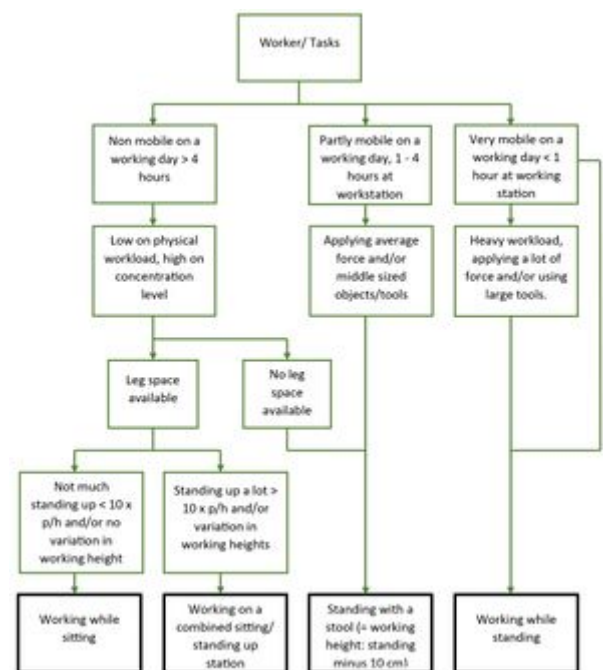 Worker/ Tasks
Non mobile on a
working day > 4
hours
Partly mobile on a
working day, 1 - 4
hours at
workstation
Very mobile on a
working day < 1
hour at working
station
Low on physical
workload, high on
concentration
level
Applying average
force and/or
middle sized
objects/tools
Heavy workload,
applying a lot of
force and/or using
large tools.
Leg space
available
No leg
space
available
Not much
standing up < 10 x
p/h and/or no
variation in
working height
Standing up a lot >
10 x p/h and/or
variation in
working heights
Working while
sitting
Working on a
combined sitting/
standing up
station
Standing with a
stool (= working
height: standing
minus 10 cm)
Working while
standing